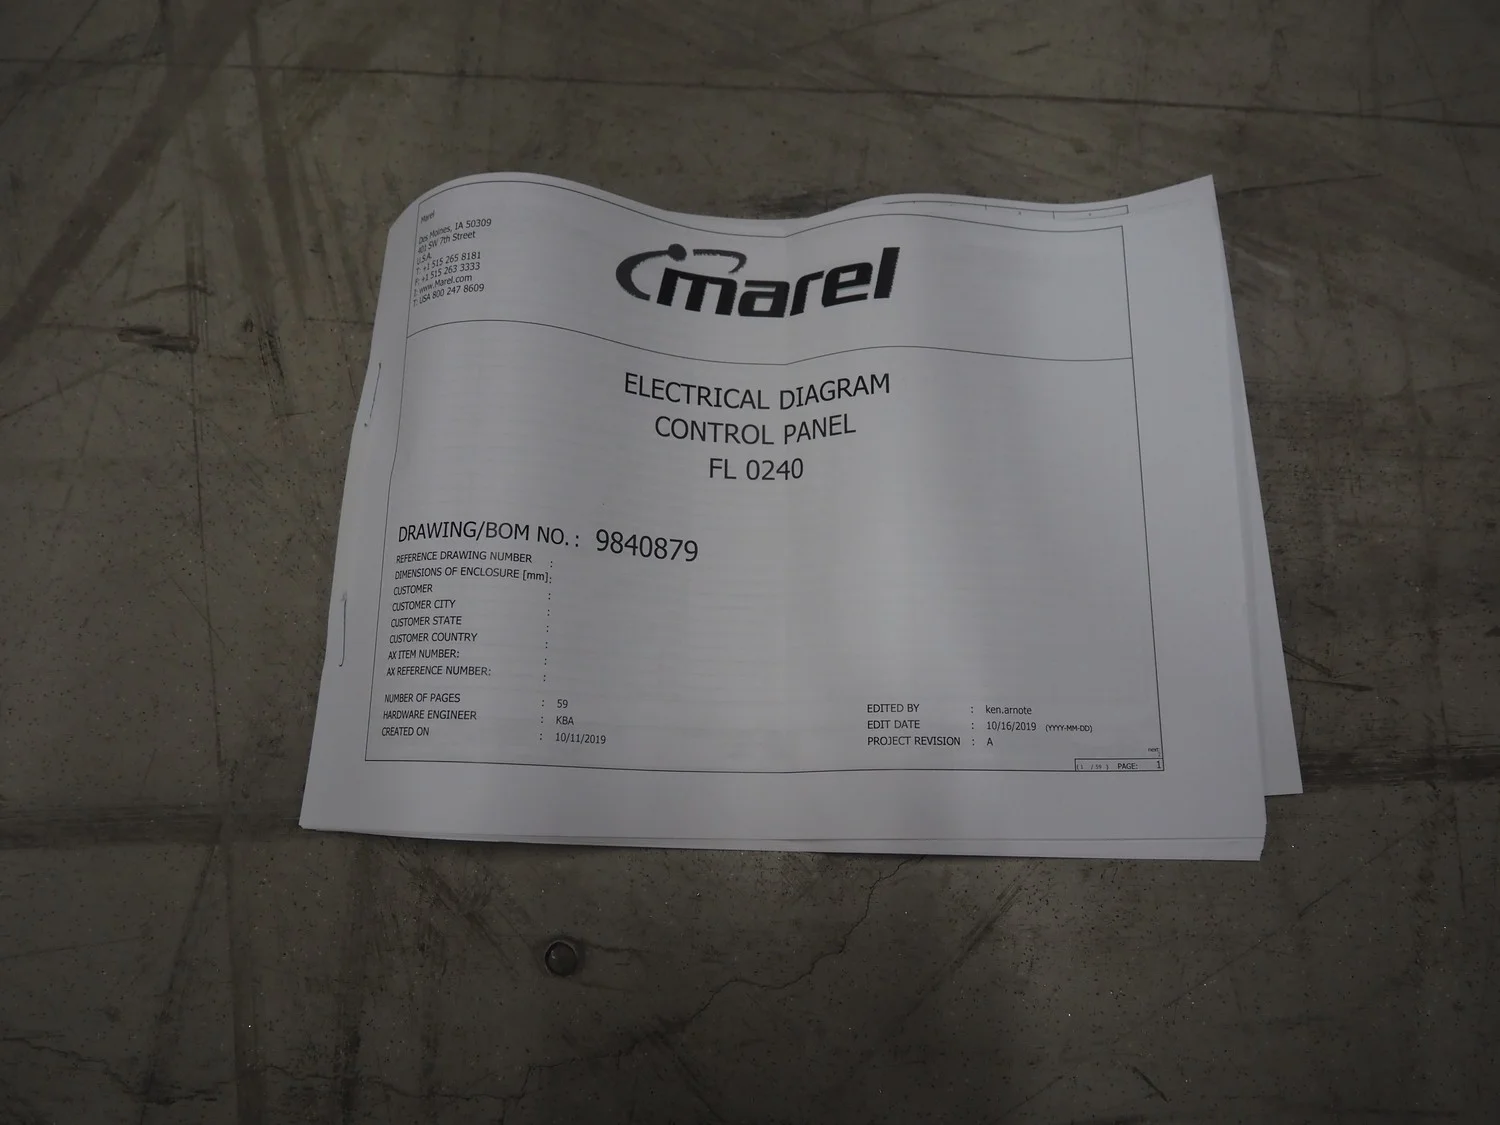 Marel
Des Moines, IA 50309
401 SW 7th Street
U.S.A.
T: +1 515 265 8181
F: +1 515 263 3333
I: www.Marel.com
T: USA 800 247 8609
marel
ELECTRICAL DIAGRAM
CONTROL PANEL
FL 0240
DRAWING/BOM NO.: 9840879
REFERENCE DRAWING NUMBER :
DIMENSIONS OF ENCLOSURE [mm]:
CUSTOMER :
CUSTOMER CITY :
CUSTOMER STATE :
CUSTOMER COUNTRY :
AX ITEM NUMBER: :
AX REFERENCE NUMBER: :
NUMBER OF PAGES : 59
HARDWARE ENGINEER : KBA
CREATED ON : 10/11/2019
EDITED BY : ken.arnote
EDIT DATE : 10/16/2019 (YYYY-MM-DD)
PROJECT REVISION : A
next
( 1 / 59 ) PAGE: 1